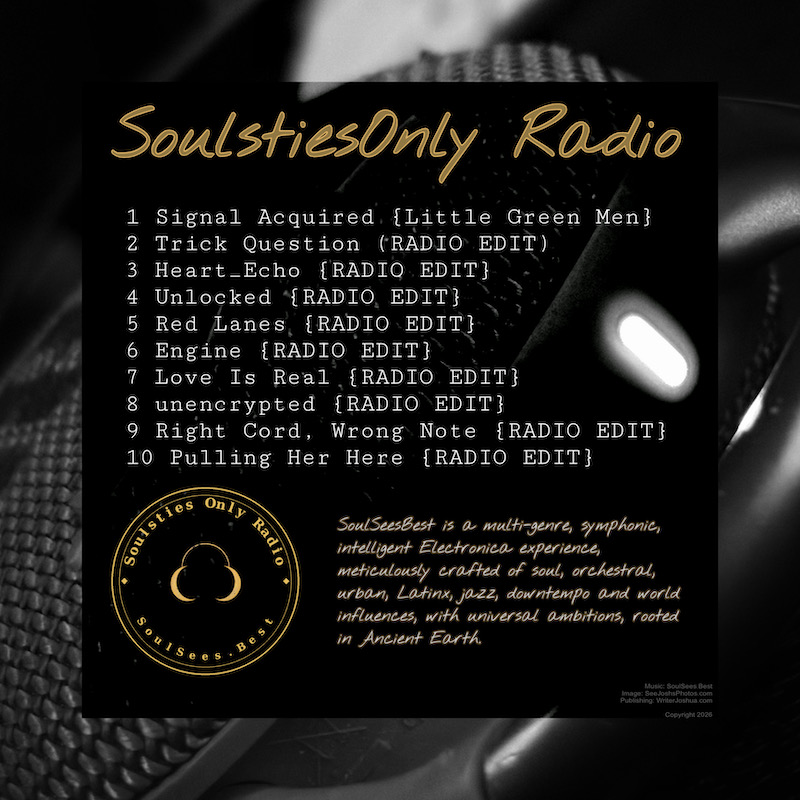 SoulstiesOnly Radio
1 Signal Acquired {Little Green Men}
2 Trick Question (RADIO EDIT)
3 Heart_Echo {RADIO EDIT}
4 Unlocked {RADIO EDIT}
5 Red Lanes {RADIO EDIT}
6 Engine {RADIO EDIT}
7 Love Is Real {RADIO EDIT}
8 unencrypted {RADIO EDIT}
9 Right Cord, Wrong Note {RADIO EDIT}
10 Pulling Her Here {RADIO EDIT}
Soulsties Only Radio
SoulSees.Best
SoulSeesBest is a multi-genre, symphonic,
intelligent Electronica experience,
meticulously crafted of soul, orchestral,
urban, Latinx, jazz, downtempo and world
influences, with universal ambitions, rooted
in Ancient Earth.
Music: SoulSees.Best
Image: SeeJoshsPhotos.com
Publishing: WriterJoshua.com
Copyright 2026